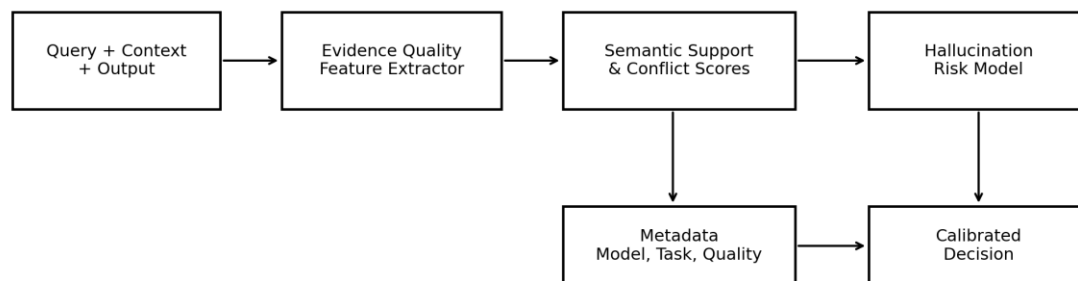 Query + Context
+ Output
Evidence Quality
Feature Extractor
Semantic Support
& Conflict Scores
Hallucination
Risk Model
Metadata
Model, Task, Quality
Calibrated
Decision